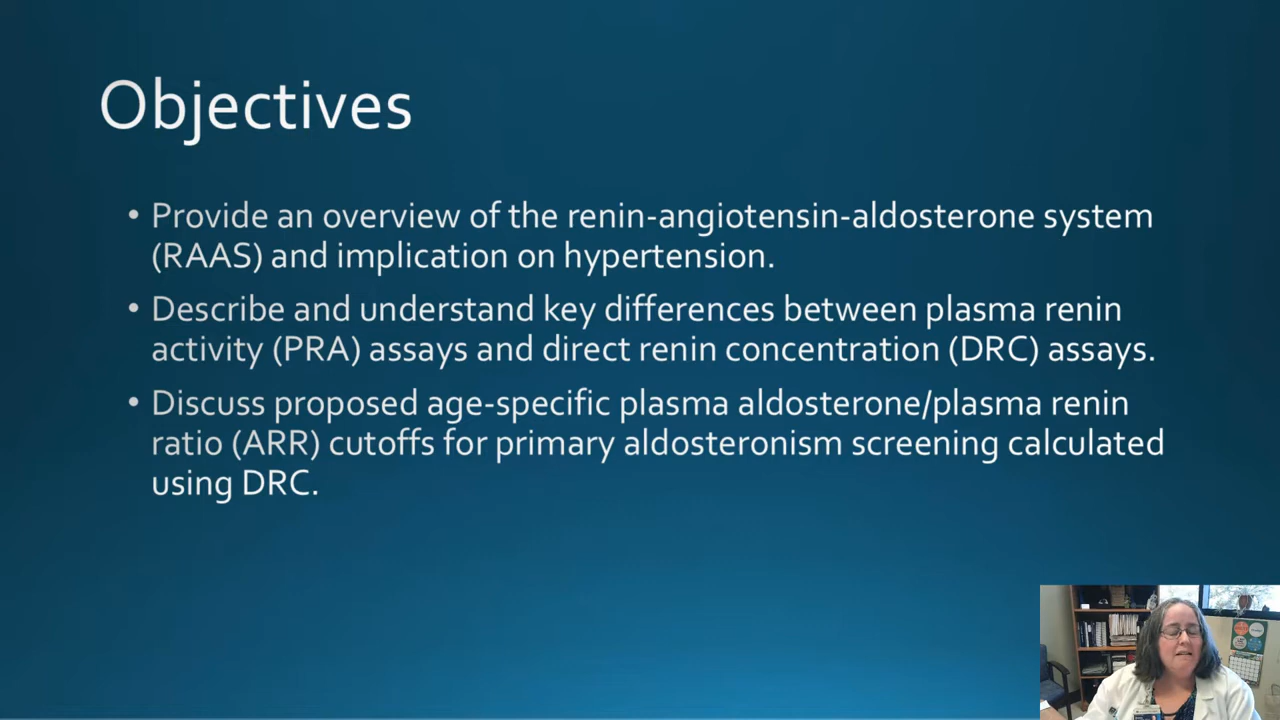 Objectives
• Provide an overview of the renin-angiotensin-aldosterone system
(RAAS) and implication on hypertension.
• Describe and understand key differences between plasma renin
activity (PRA) assays and direct renin concentration (DRC) assays.
• Discuss proposed age-specific plasma aldosterone/plasma renin
ratio (ARR) cutoffs for primary aldosteronism screening calculated
using DRC.